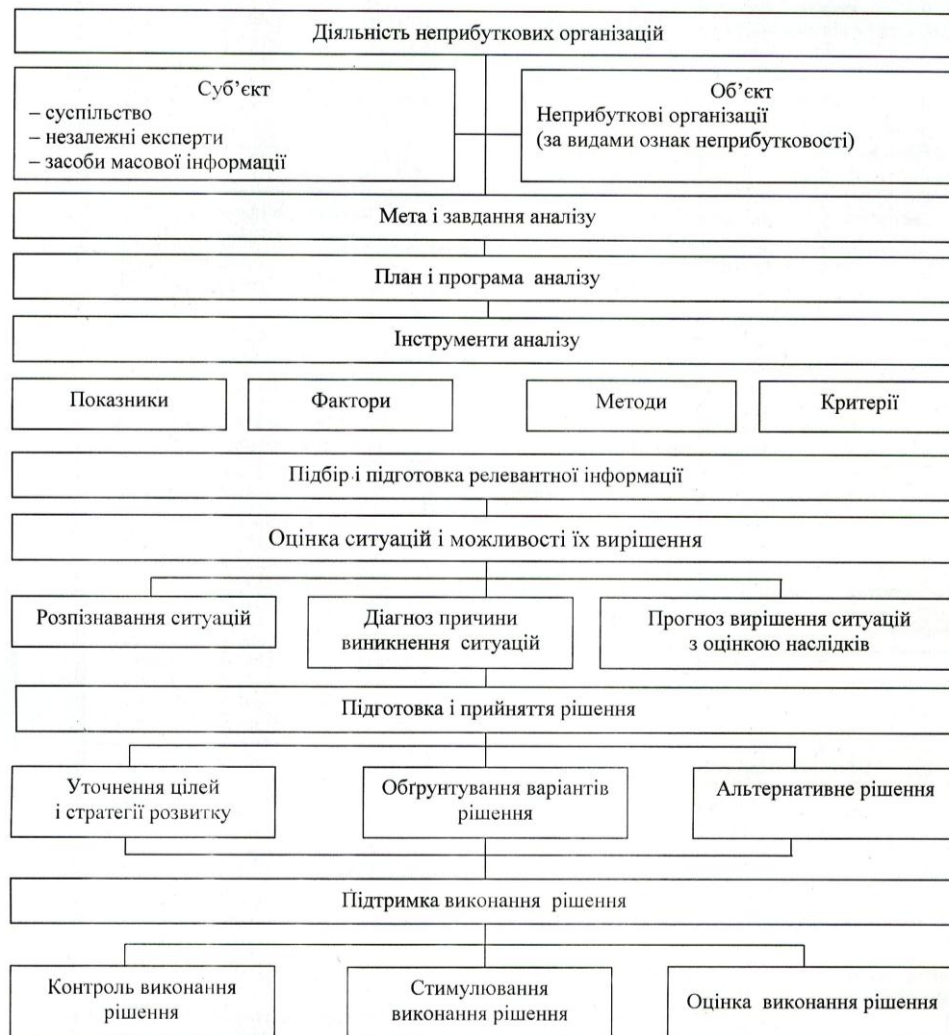 Діяльність неприбуткових організацій
Суб’єкт
– суспільство
– незалежні експерти
– засоби масової інформації
Об’єкт
Неприбуткові організації
(за видами ознак неприбутковості)
Мета і завдання аналізу
План і програма аналізу
Інструменти аналізу
Показники
Фактори
Методи
Критерії
Підбір і підготовка релевантної інформації
Оцінка ситуацій і можливості їх вирішення
Розпізнавання ситуацій
Діагноз причини
виникнення ситуацій
Прогноз вирішення ситуацій
з оцінкою наслідків
Підготовка і прийняття рішення
Уточнення цілей
і стратегії розвитку
Обґрунтування варіантів
рішення
Альтернативне рішення
Підтримка виконання рішення
Контроль виконання
рішення
Стимулювання
виконання рішення
Оцінка виконання рішення